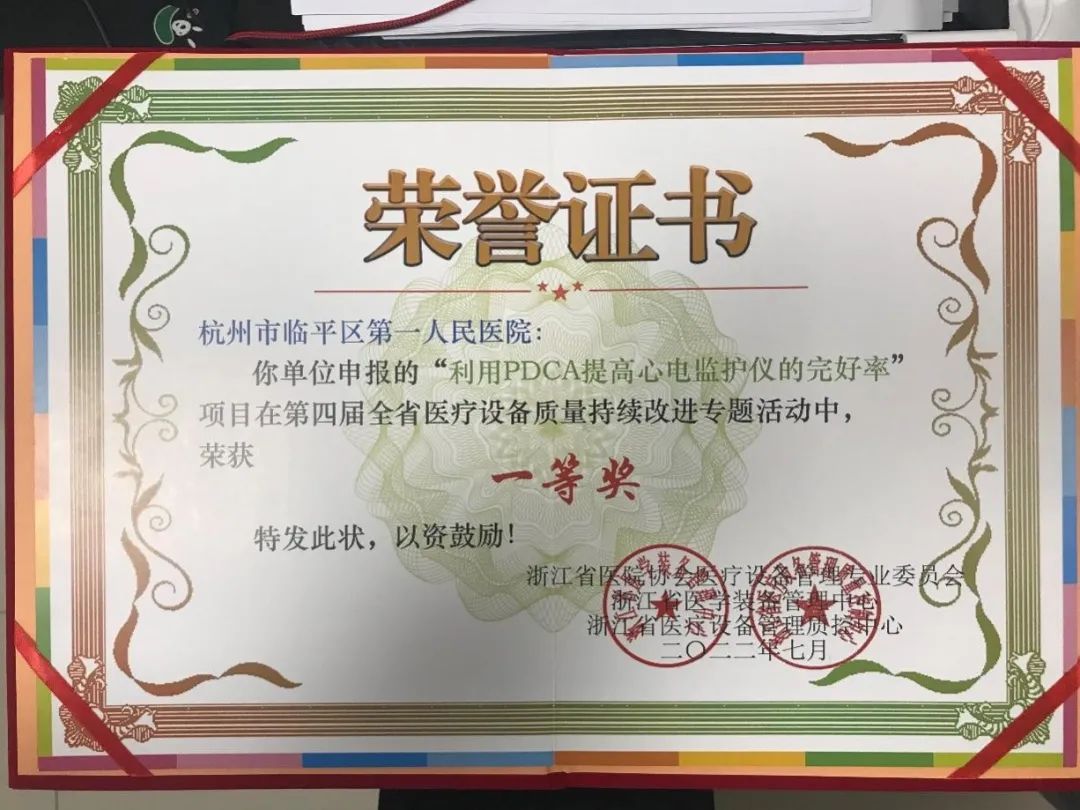 荣誉证书
杭州市临平区第一人民医院：
你单位申报的“利用PDCA提高心电监护仪的完好率”
项目在第四届全省医疗设备质量持续改进专题活动中，
荣获
一等奖
特发此状，以资鼓励！
浙江省医院协会医疗设备管理专业委员会
浙江省医学装备管理中心
浙江省医疗设备管理质控中心
二〇二二年七月